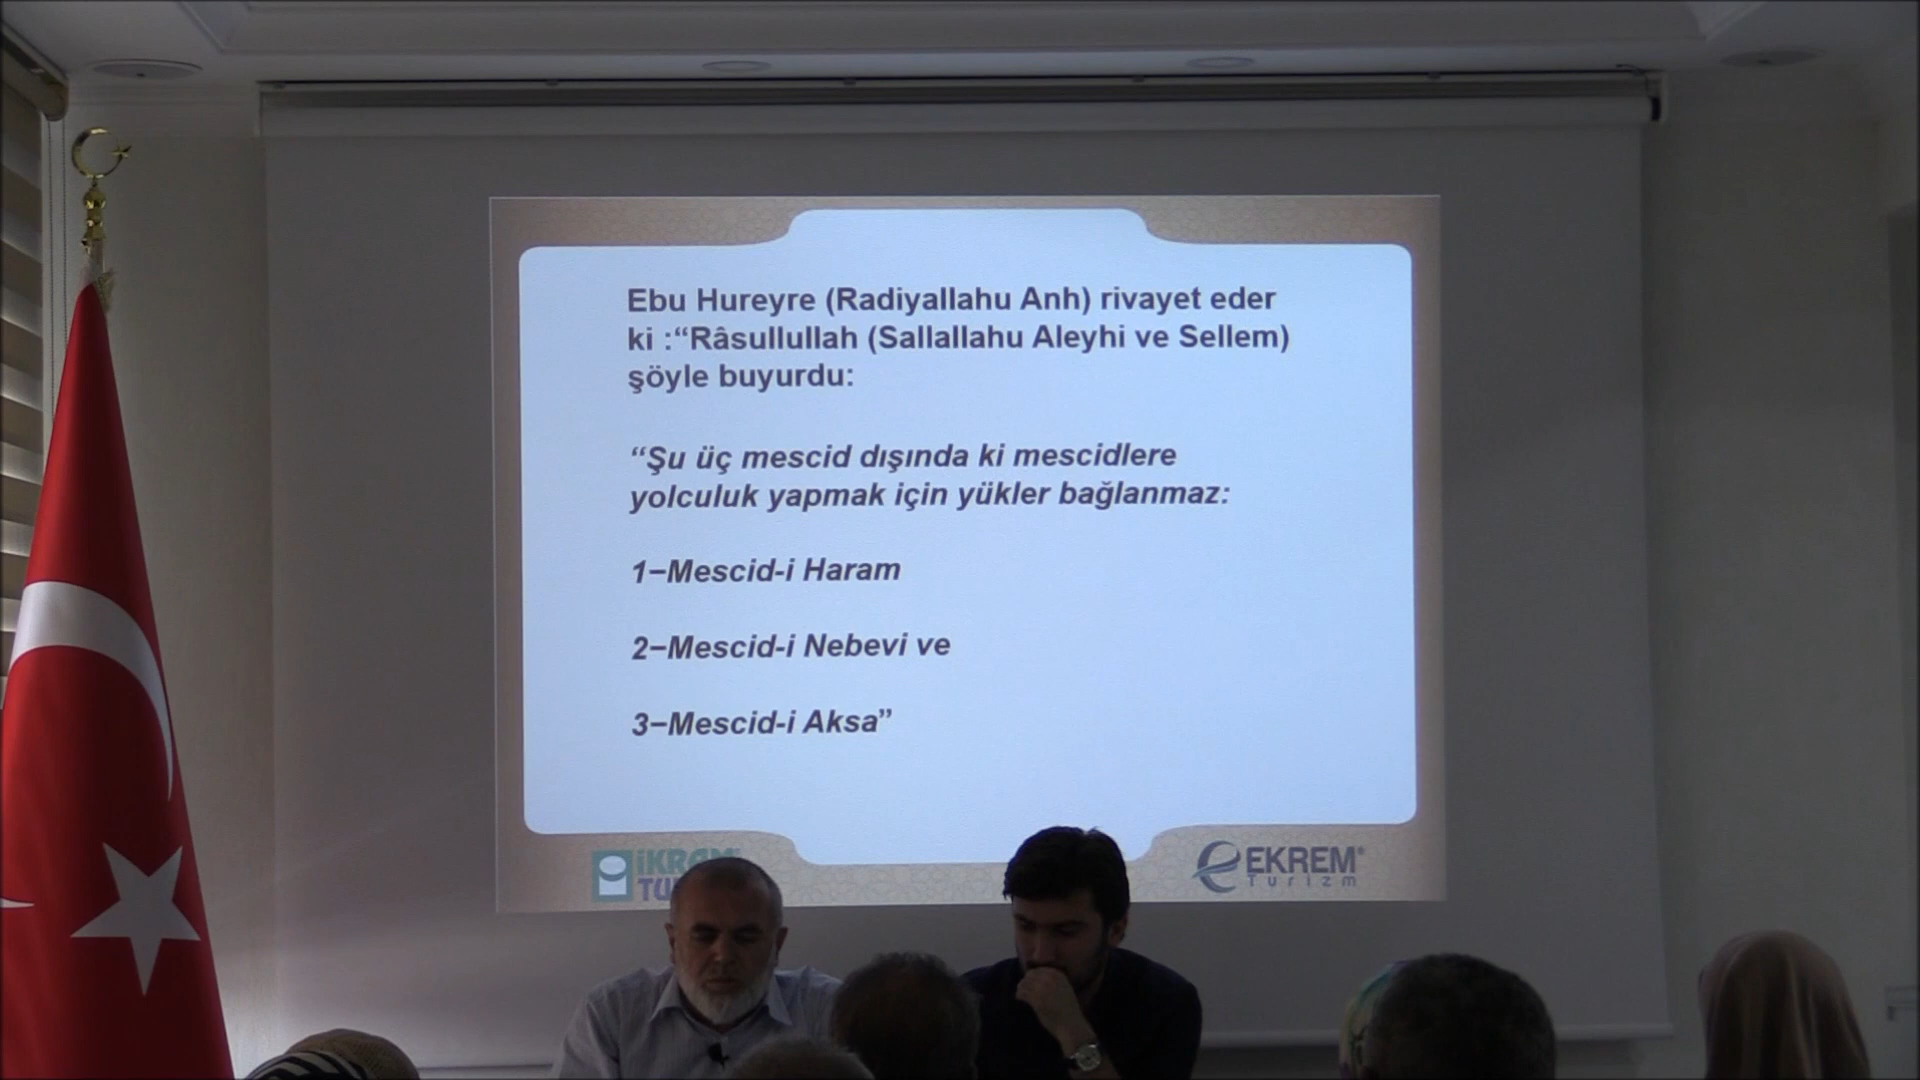 Ebu Hureyre (Radiyallahu Anh) rivayet eder
ki :“Râsullullah (Sallallahu Aleyhi ve Sellem)
şöyle buyurdu:
“Şu üç mescid dışında ki mescidlere
yolculuk yapmak için yükler bağlanmaz:
1–Mescid-i Haram
2–Mescid-i Nebevi ve
3–Mescid-i Aksa”
EKREM®
Turizm